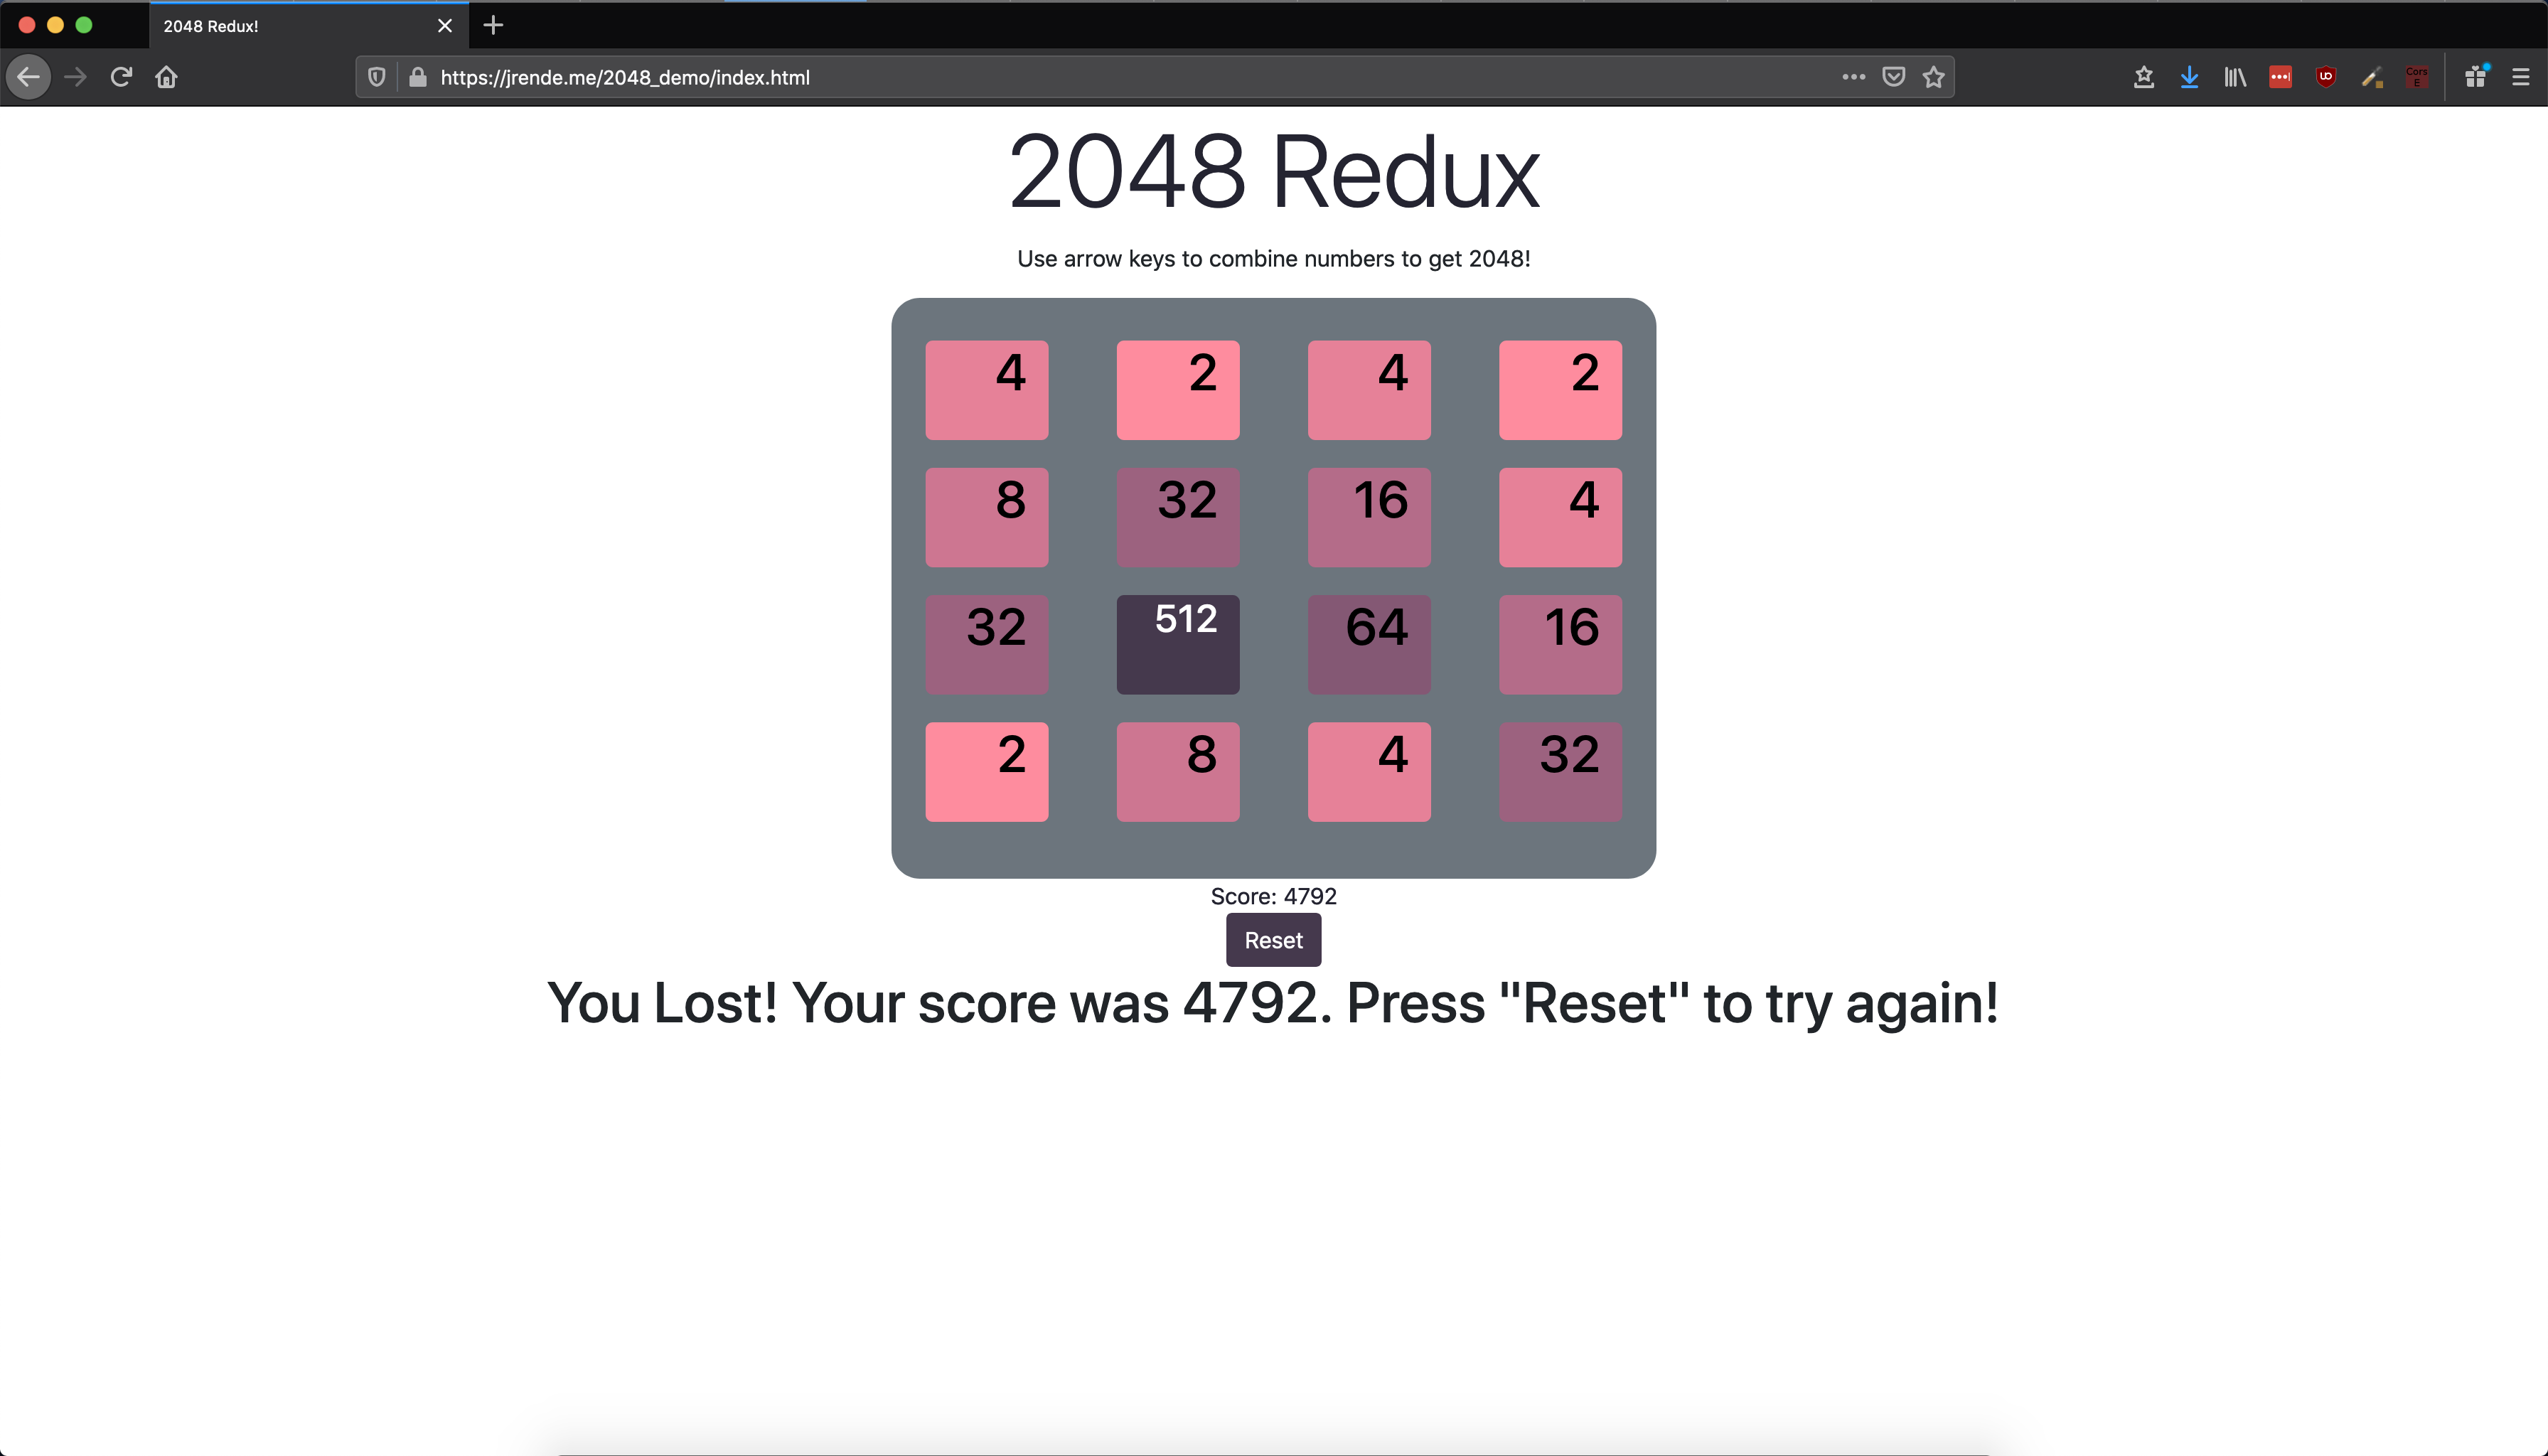 2048 Redux!
https://jrende.me/2048_demo/index.html
Cors
E
2048 Redux
Use arrow keys to combine numbers to get 2048!
4 2 4 2
8 32 16 4
32 512 64 16
2 8 4 32
Score: 4792
Reset
You Lost! Your score was 4792. Press "Reset" to try again!